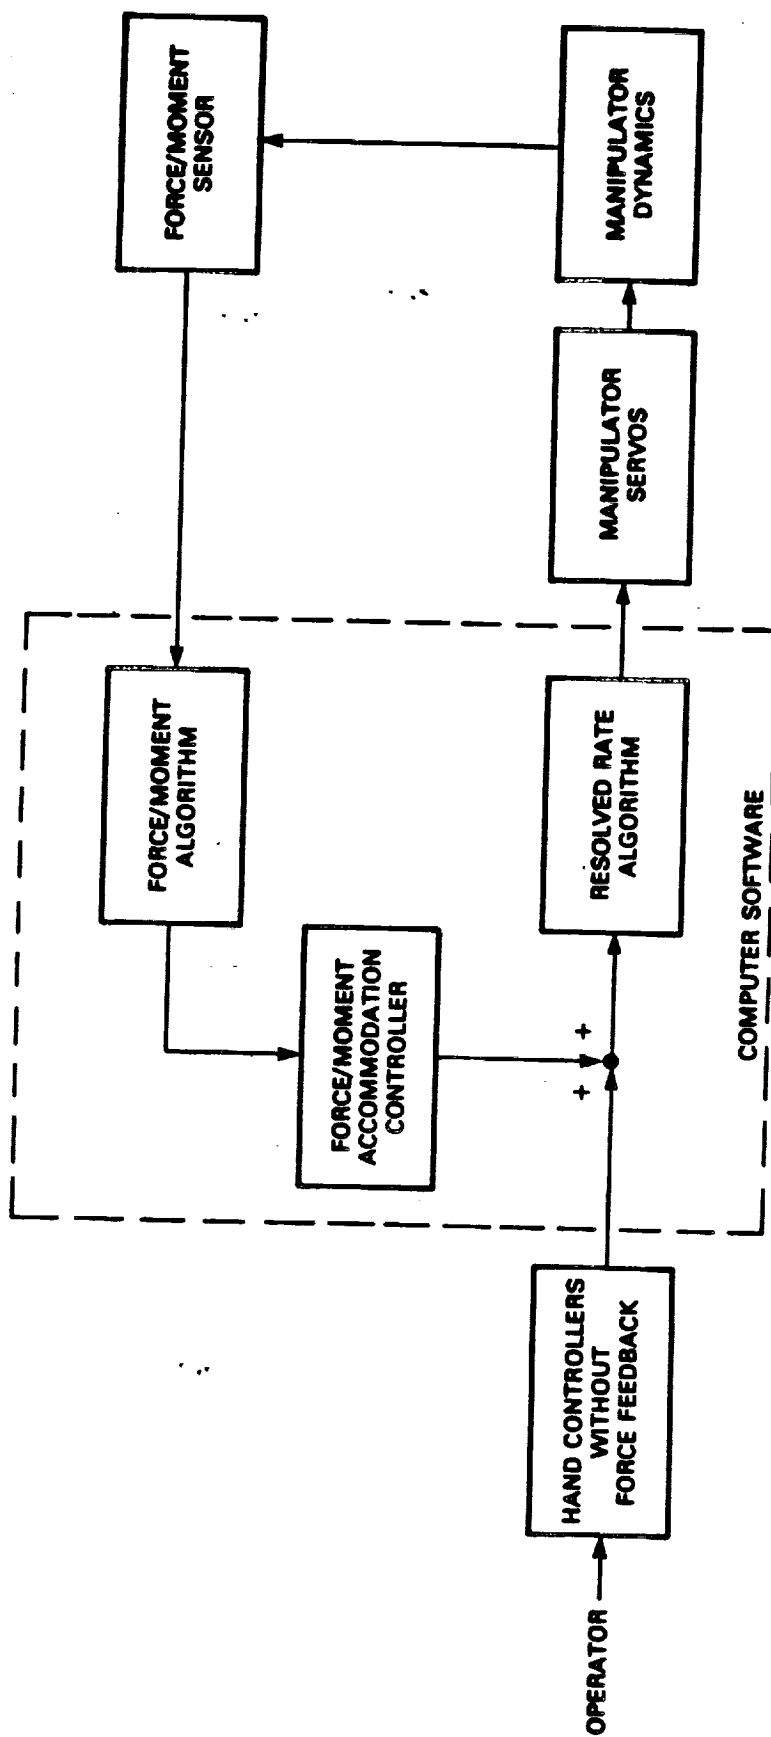 FORCE/MOMENT
SENSOR
MANIPULATOR
DYNAMICS
FORCE/MOMENT
ALGORITHM
MANIPULATOR
SERVOS
FORCE/MOMENT
ACCOMMODATION
CONTROLLER
RESOLVED RATE
ALGORITHM
+
+
COMPUTER SOFTWARE
HAND CONTROLLERS
WITHOUT
FORCE FEEDBACK
OPERATOR